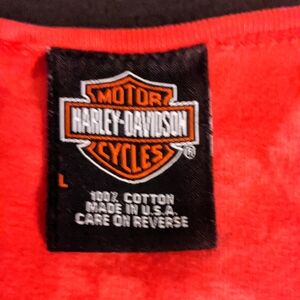 MOTOR
HARLEY-DAVIDSON
CYCLES ®
L
100% COTTON
MADE IN U.S.A.
CARE ON REVERSE